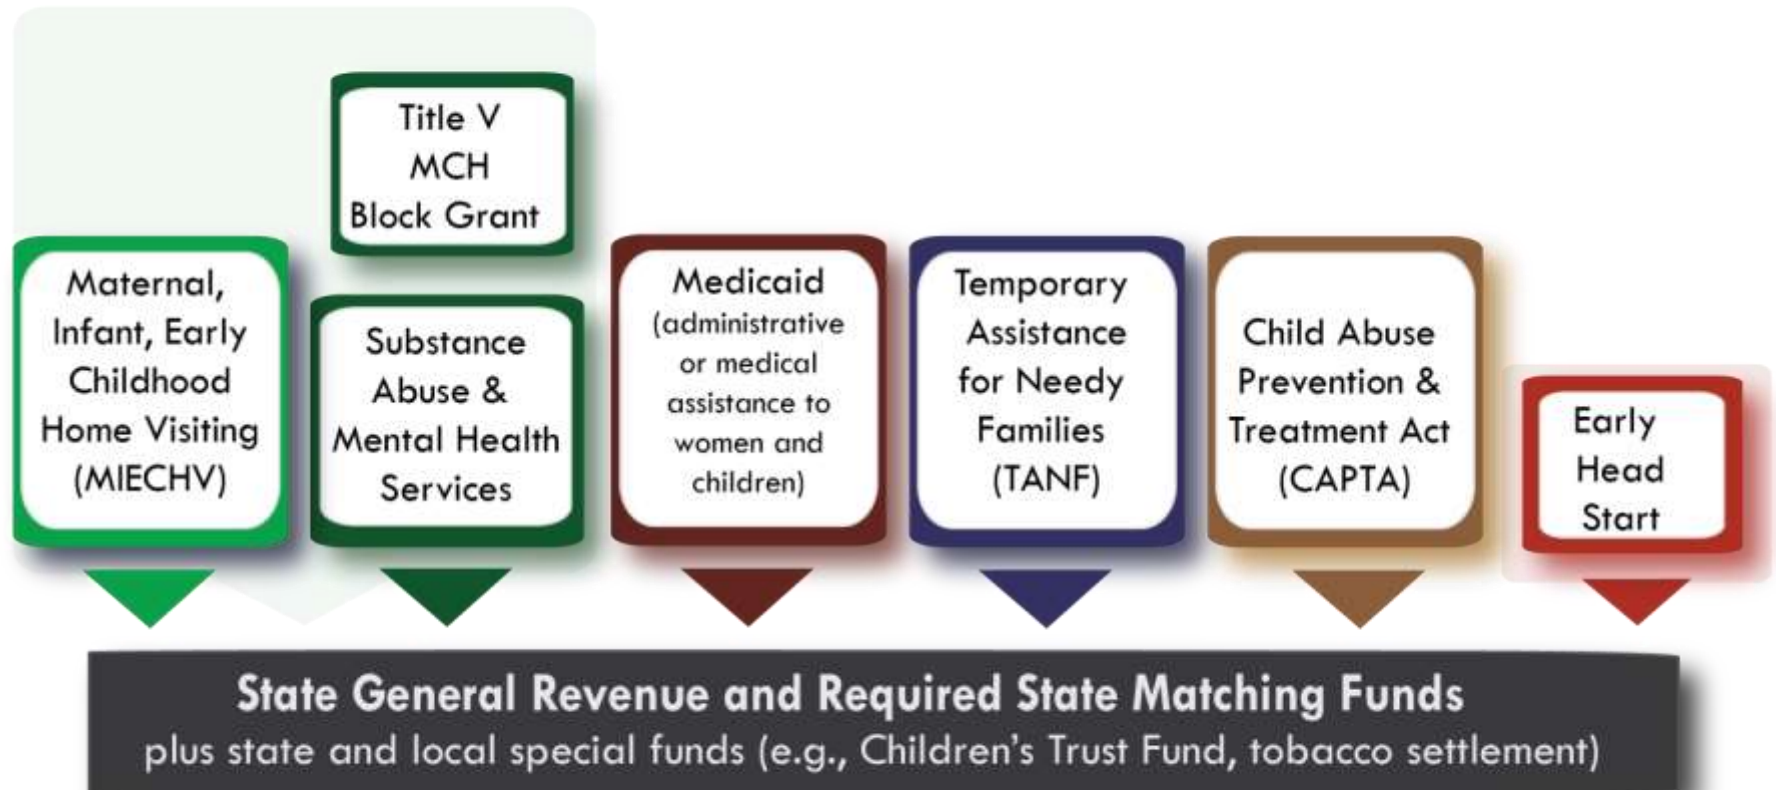 Title V
MCH
Block Grant
Maternal,
Infant, Early
Childhood
Home Visiting
(MIECHV)
Substance
Abuse &
Mental Health
Services
Medicaid
(administrative
or medical
assistance to
women and
children)
Temporary
Assistance
for Needy
Families
(TANF)
Child Abuse
Prevention &
Treatment Act
(CAPTA)
Early
Head
Start
State General Revenue and Required State Matching Funds
plus state and local special funds (e.g., Children’s Trust Fund, tobacco settlement)